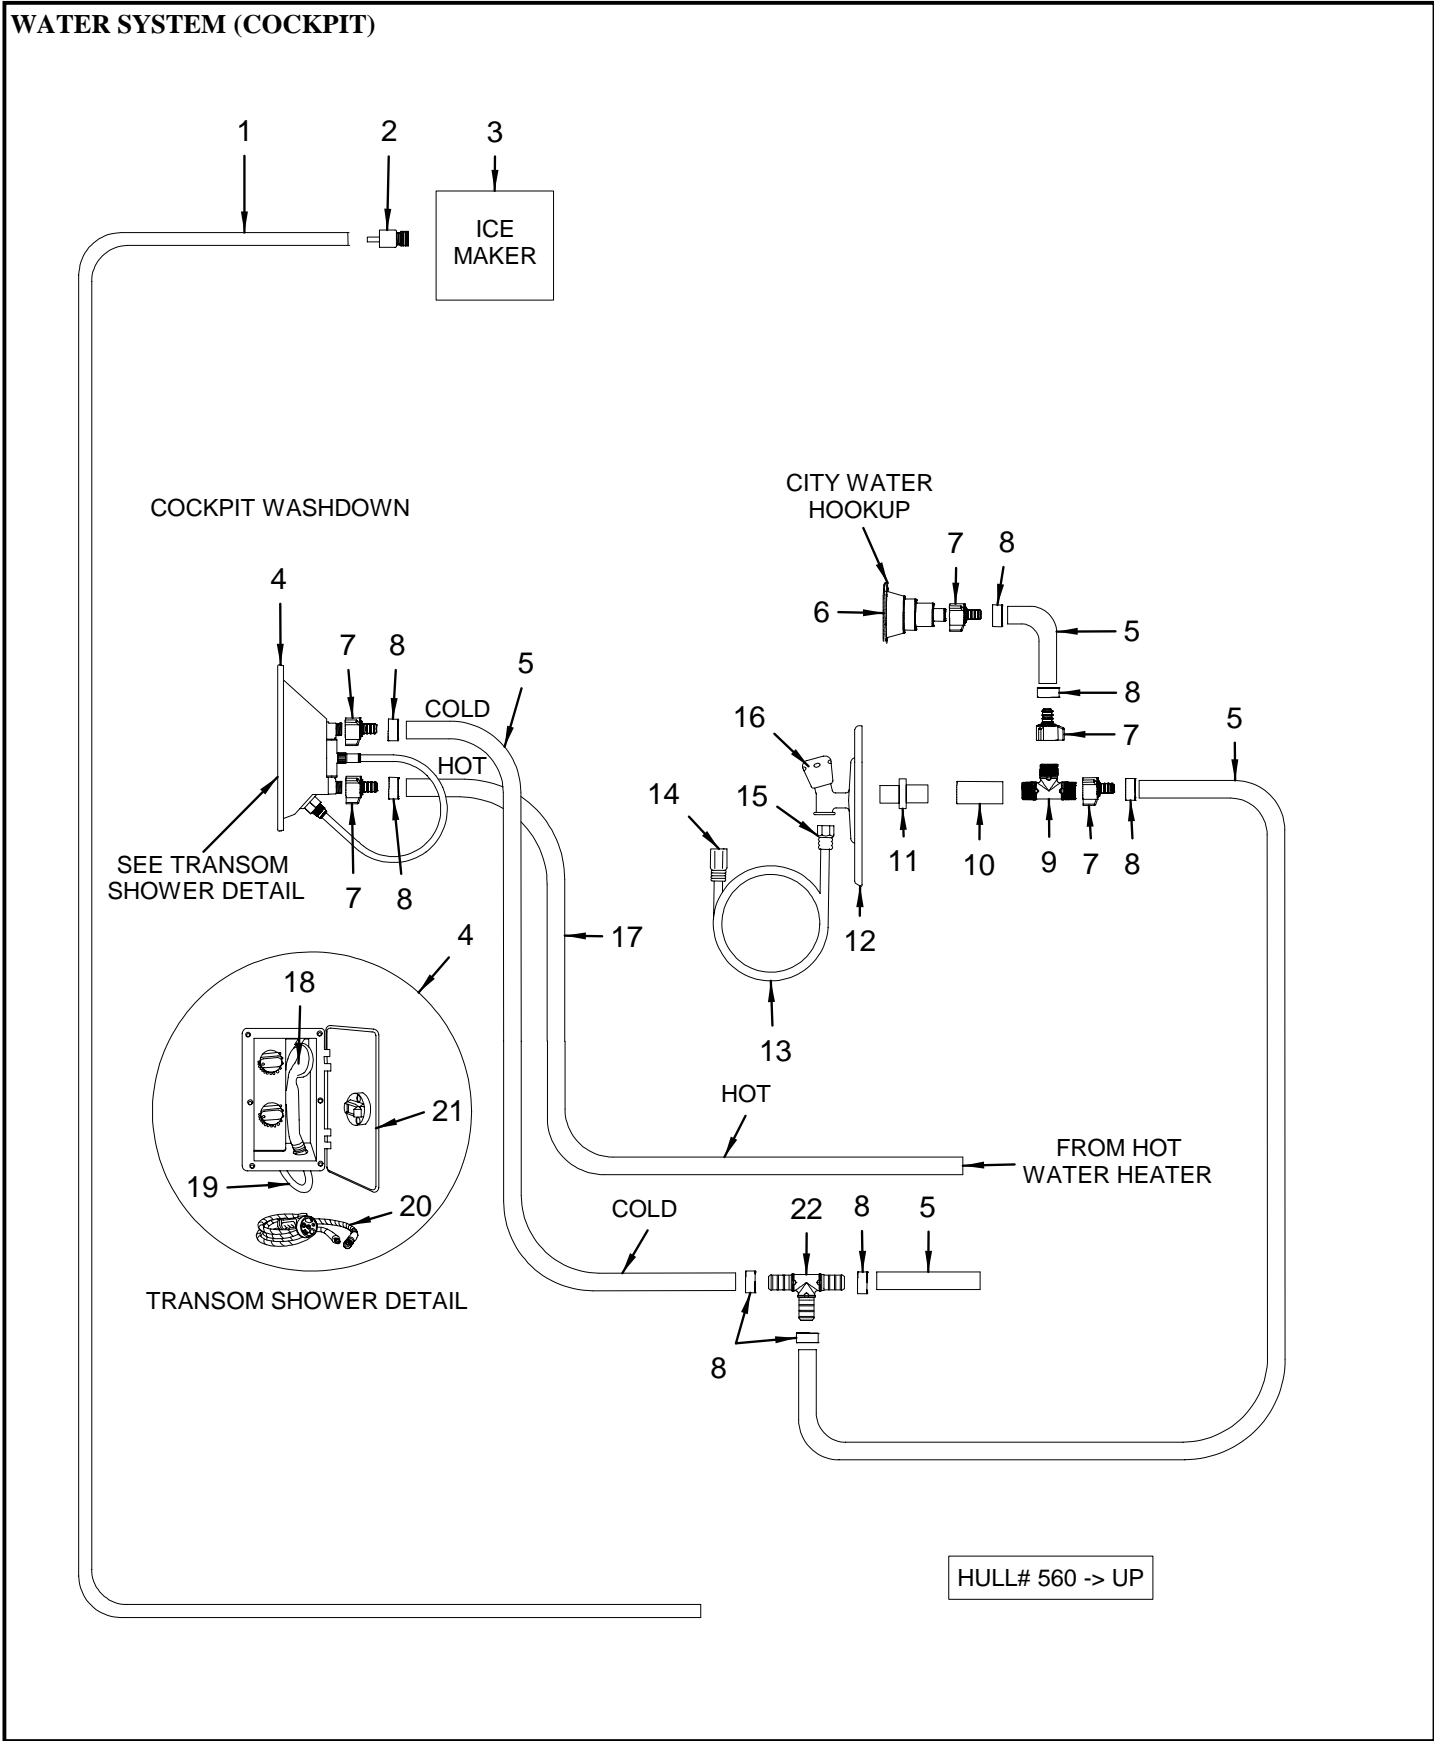 WATER SYSTEM (COCKPIT)
1
2
3
ICE
MAKER
COCKPIT WASHDOWN
CITY WATER
HOOKUP
7
8
4
6
5
7
8
5
8
COLD
16
7
5
HOT
14
15
SEE TRANSOM
SHOWER DETAIL
7
8
11
10
9
7
8
4
17
12
18
13
HOT
21
FROM HOT
WATER HEATER
19
20
COLD
22
8
5
TRANSOM SHOWER DETAIL
8
HULL# 560 -> UP